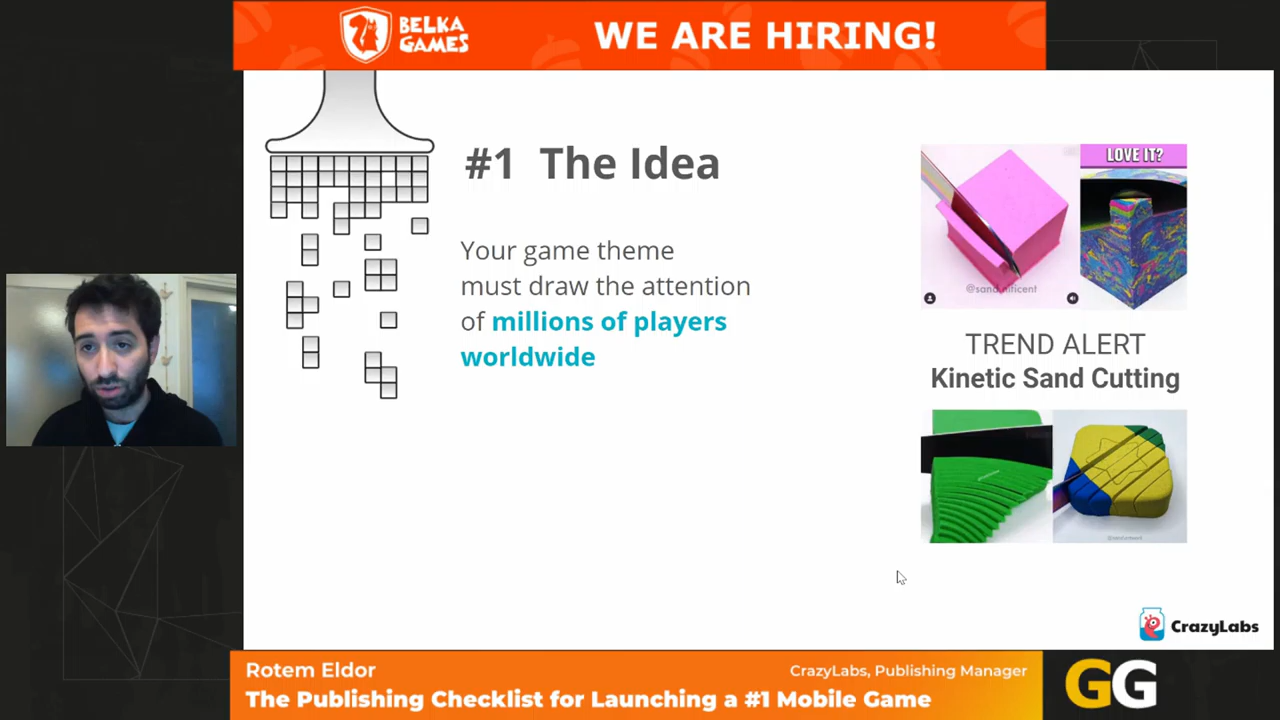 BELKA
GAMES
WE ARE HIRING!
#1 The Idea
Your game theme
must draw the attention
of millions of players
worldwide
LOVE IT?
TREND ALERT
Kinetic Sand Cutting
CrazyLabs
Rotem Eldor
CrazyLabs, Publishing Manager
The Publishing Checklist for Launching a #1 Mobile Game
GG